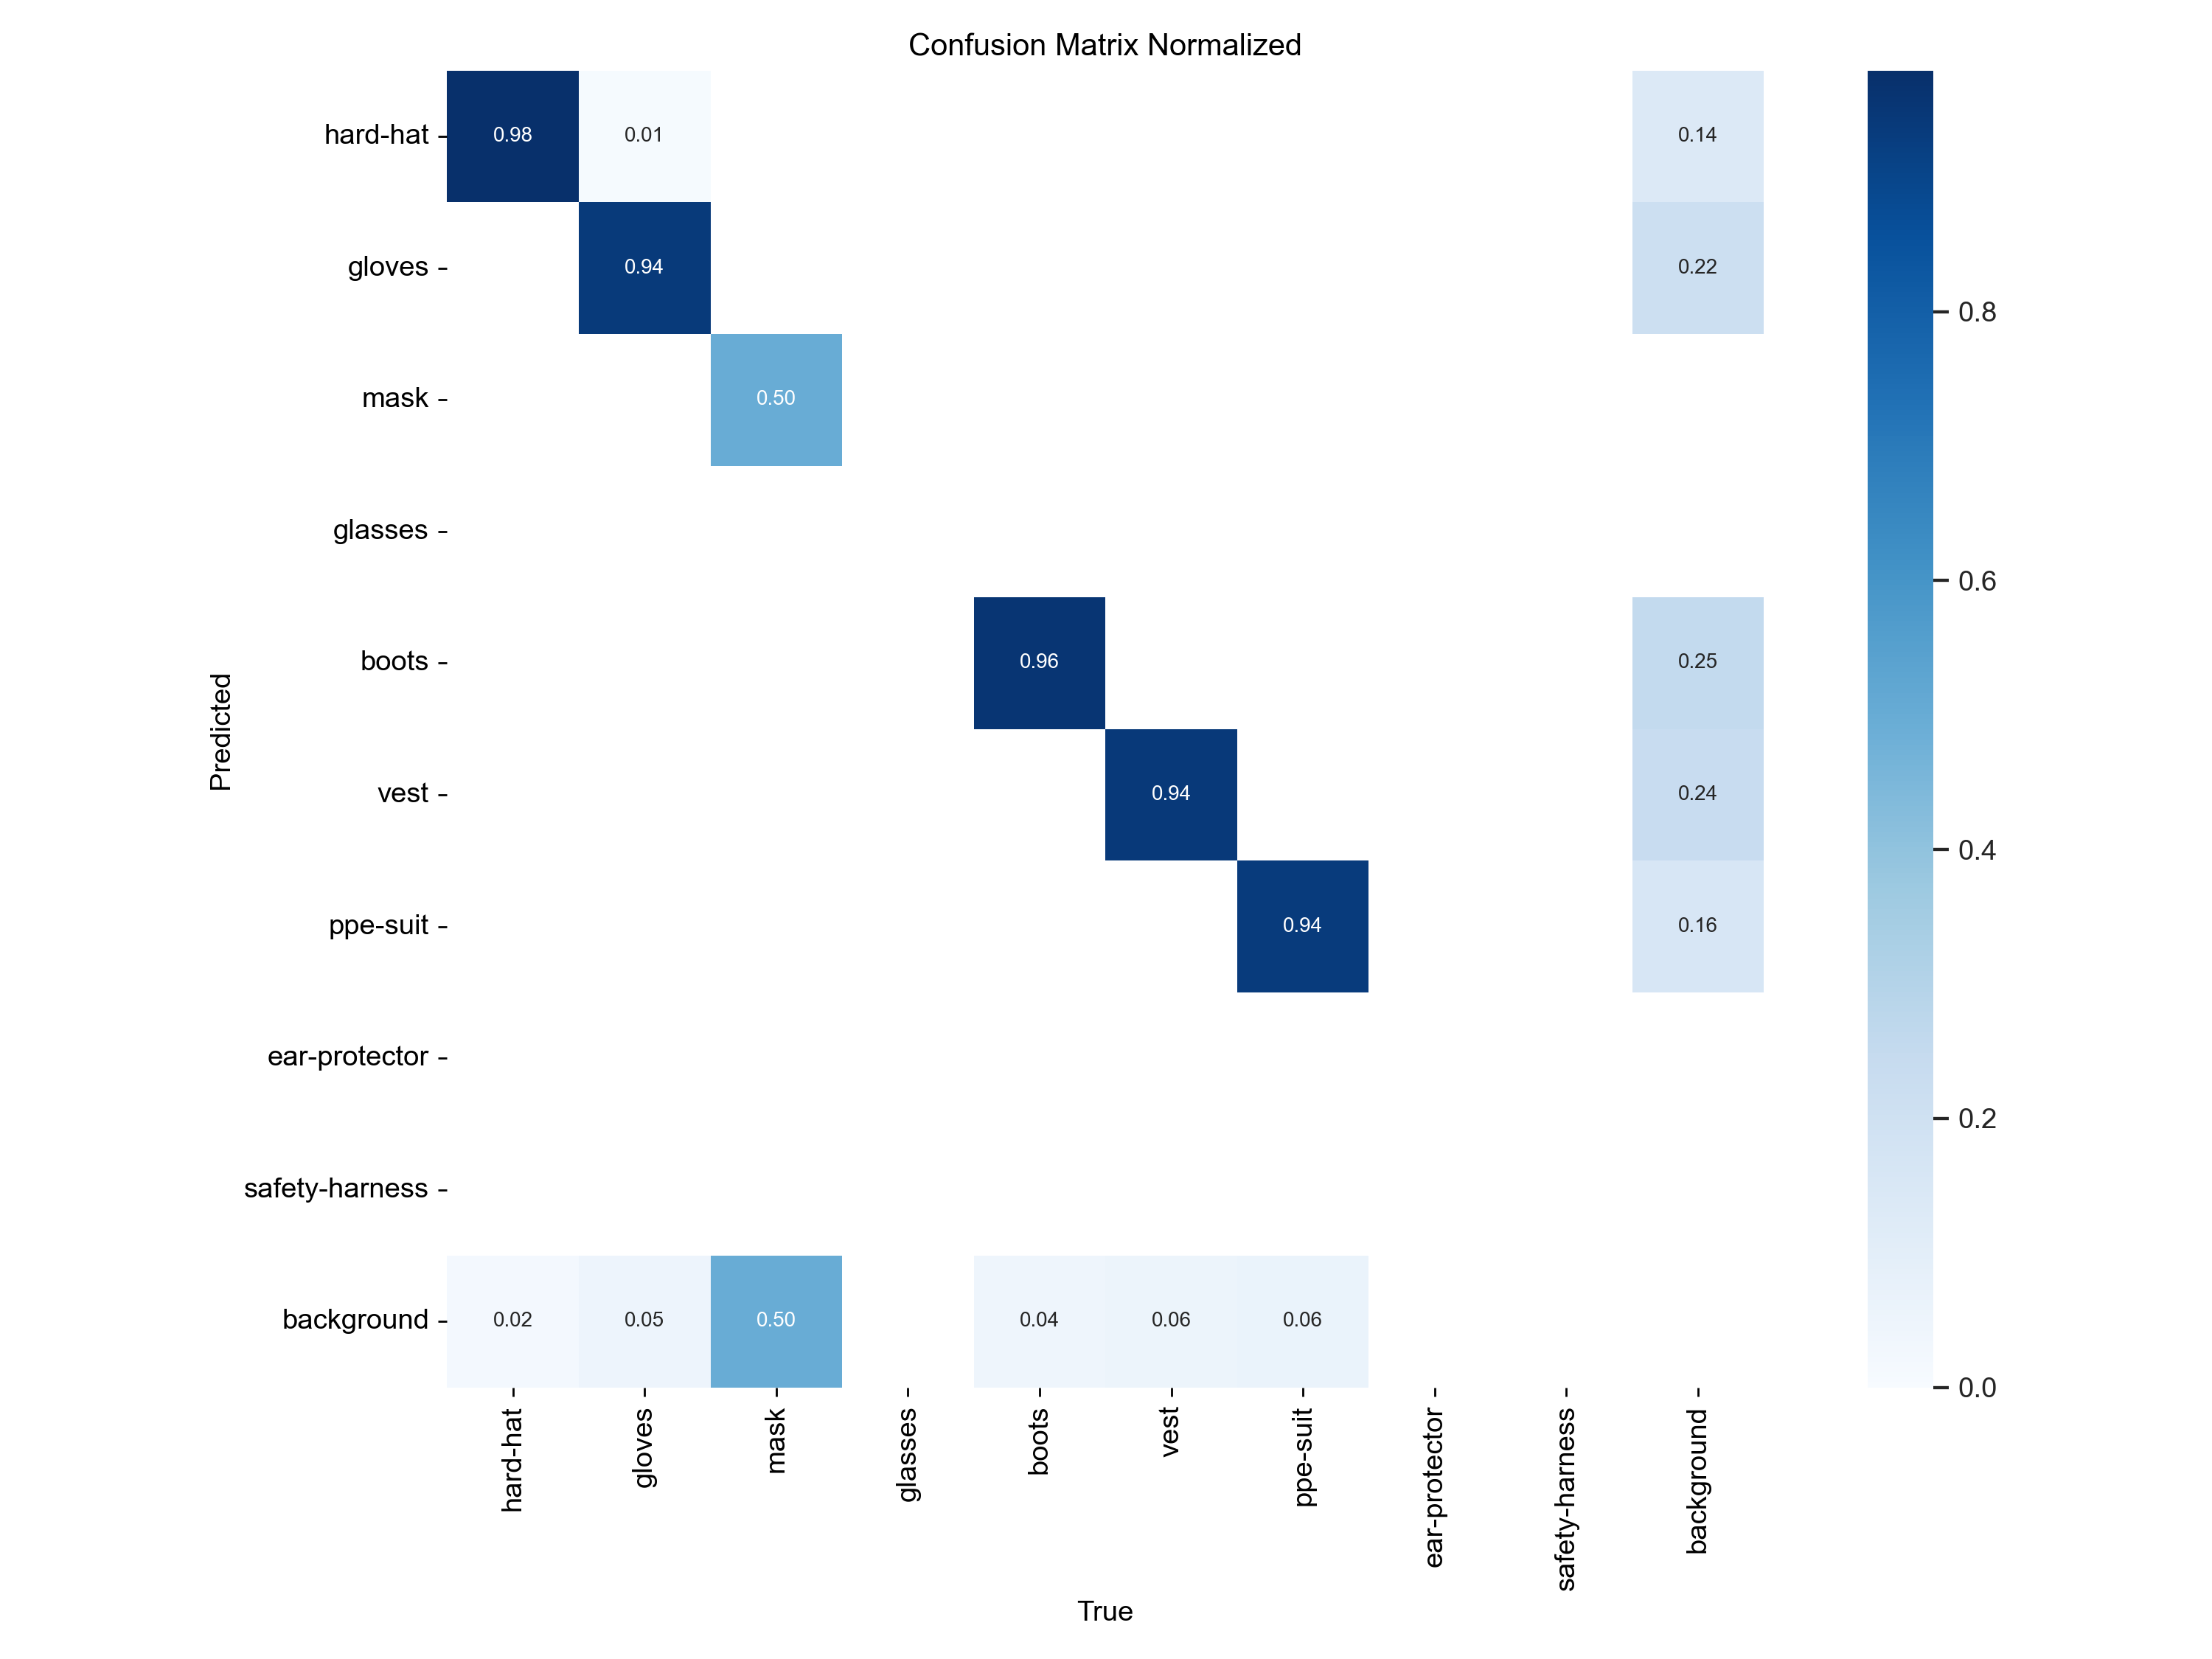 Confusion Matrix Normalized
hard-hat 0.98 0.01 0.14
gloves 0.94 0.22
mask 0.50
glasses
boots 0.96 0.25
vest 0.94 0.24
ppe-suit 0.94 0.16
ear-protector
safety-harness
background 0.02 0.05 0.50 0.04 0.06 0.06
Predicted
hard-hat
gloves
mask
glasses
boots
vest
ppe-suit
ear-protector
safety-harness
background
True
0.8
0.6
0.4
0.2
0.0